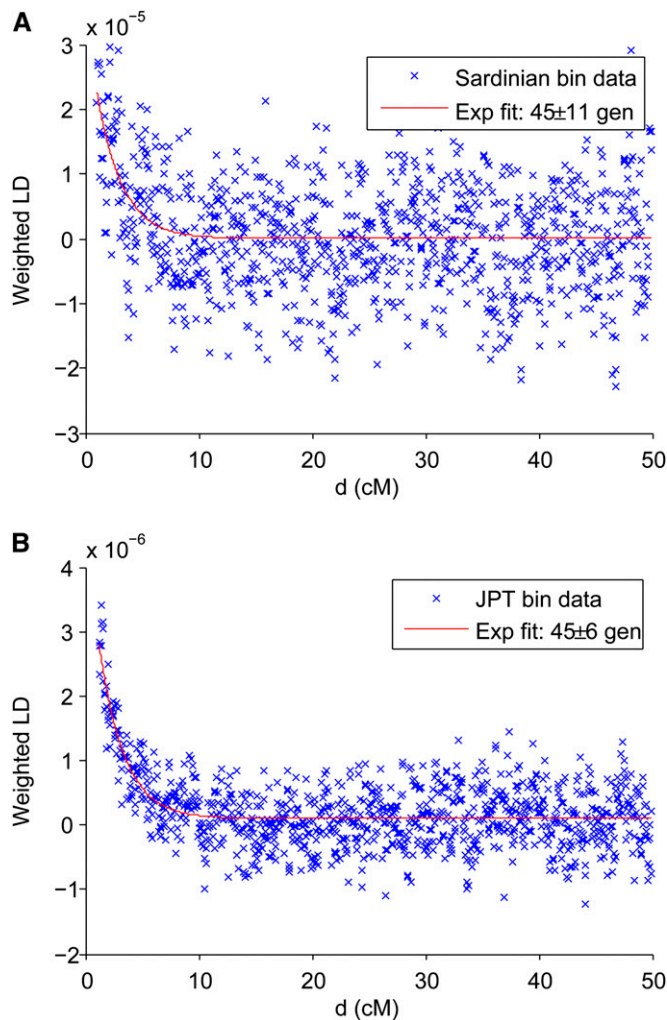 A
x 10⁻⁵
3
2
1
0
−1
−2
−3
Weighted LD
Sardinian bin data
Exp fit: 45±11 gen
0 10 20 30 40 50
d (cM)
B
x 10⁻⁶
4
3
2
1
0
−1
−2
Weighted LD
JPT bin data
Exp fit: 45±6 gen
0 10 20 30 40 50
d (cM)